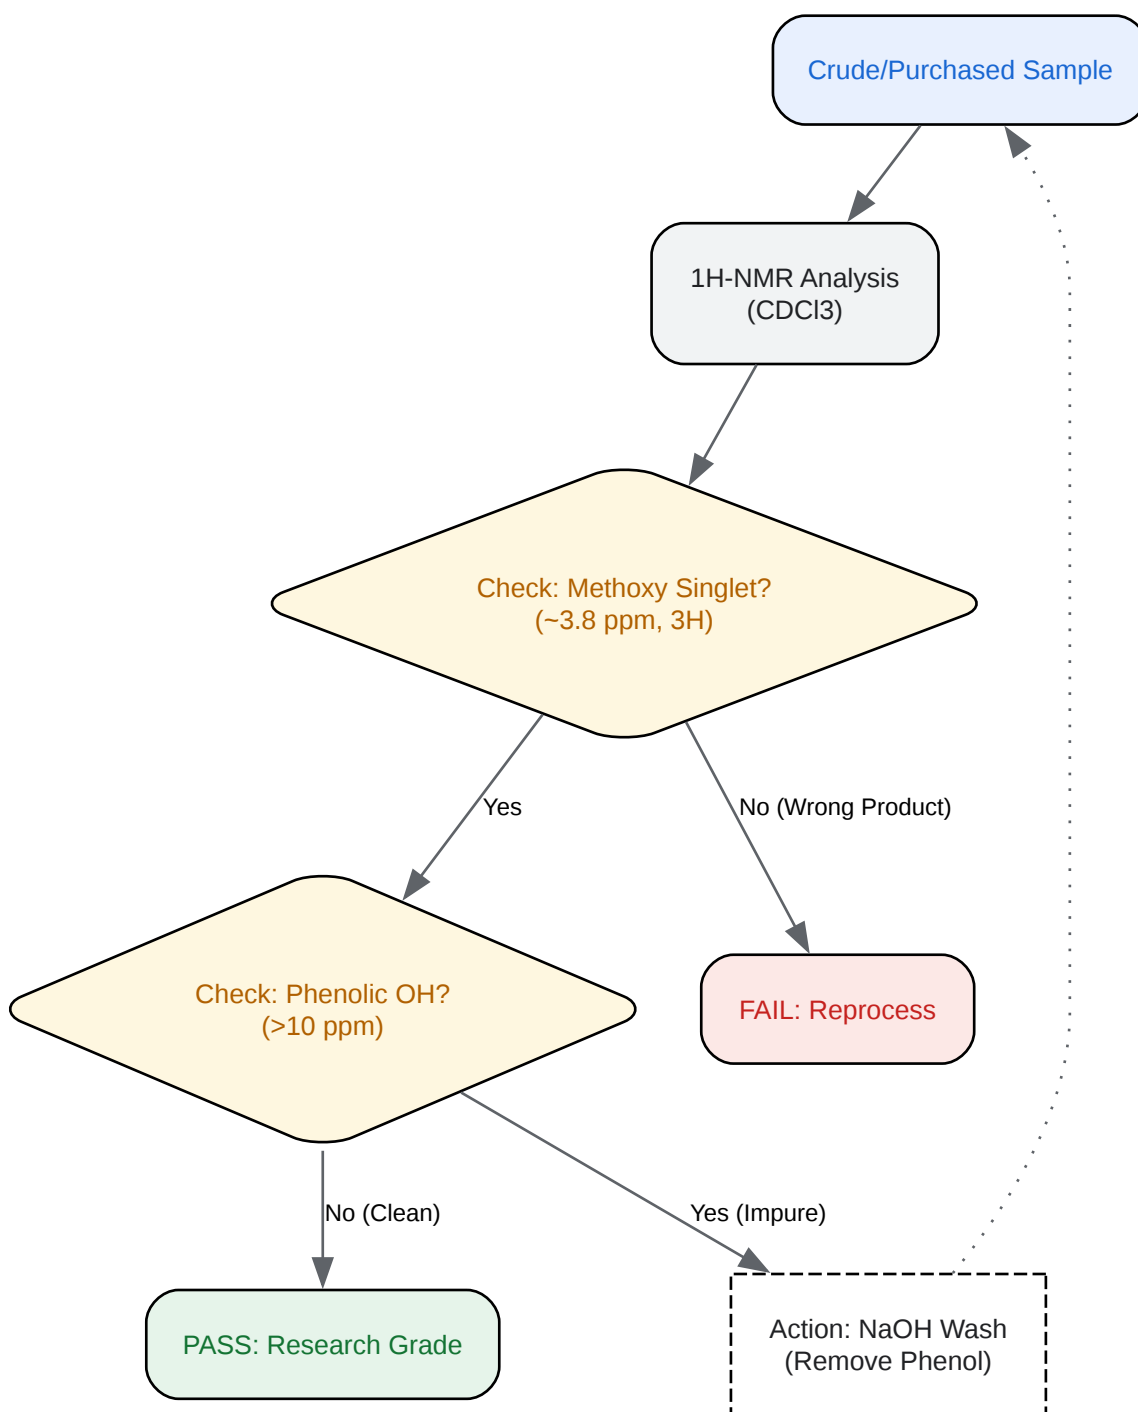 Crude/Purchased Sample
1H-NMR Analysis
(CDCl3)
Check: Methoxy Singlet?
(~3.8 ppm, 3H)
Yes
No (Wrong Product)
Check: Phenolic OH?
(>10 ppm)
FAIL: Reprocess
No (Clean)
Yes (Impure)
PASS: Research Grade
Action: NaOH Wash
(Remove Phenol)